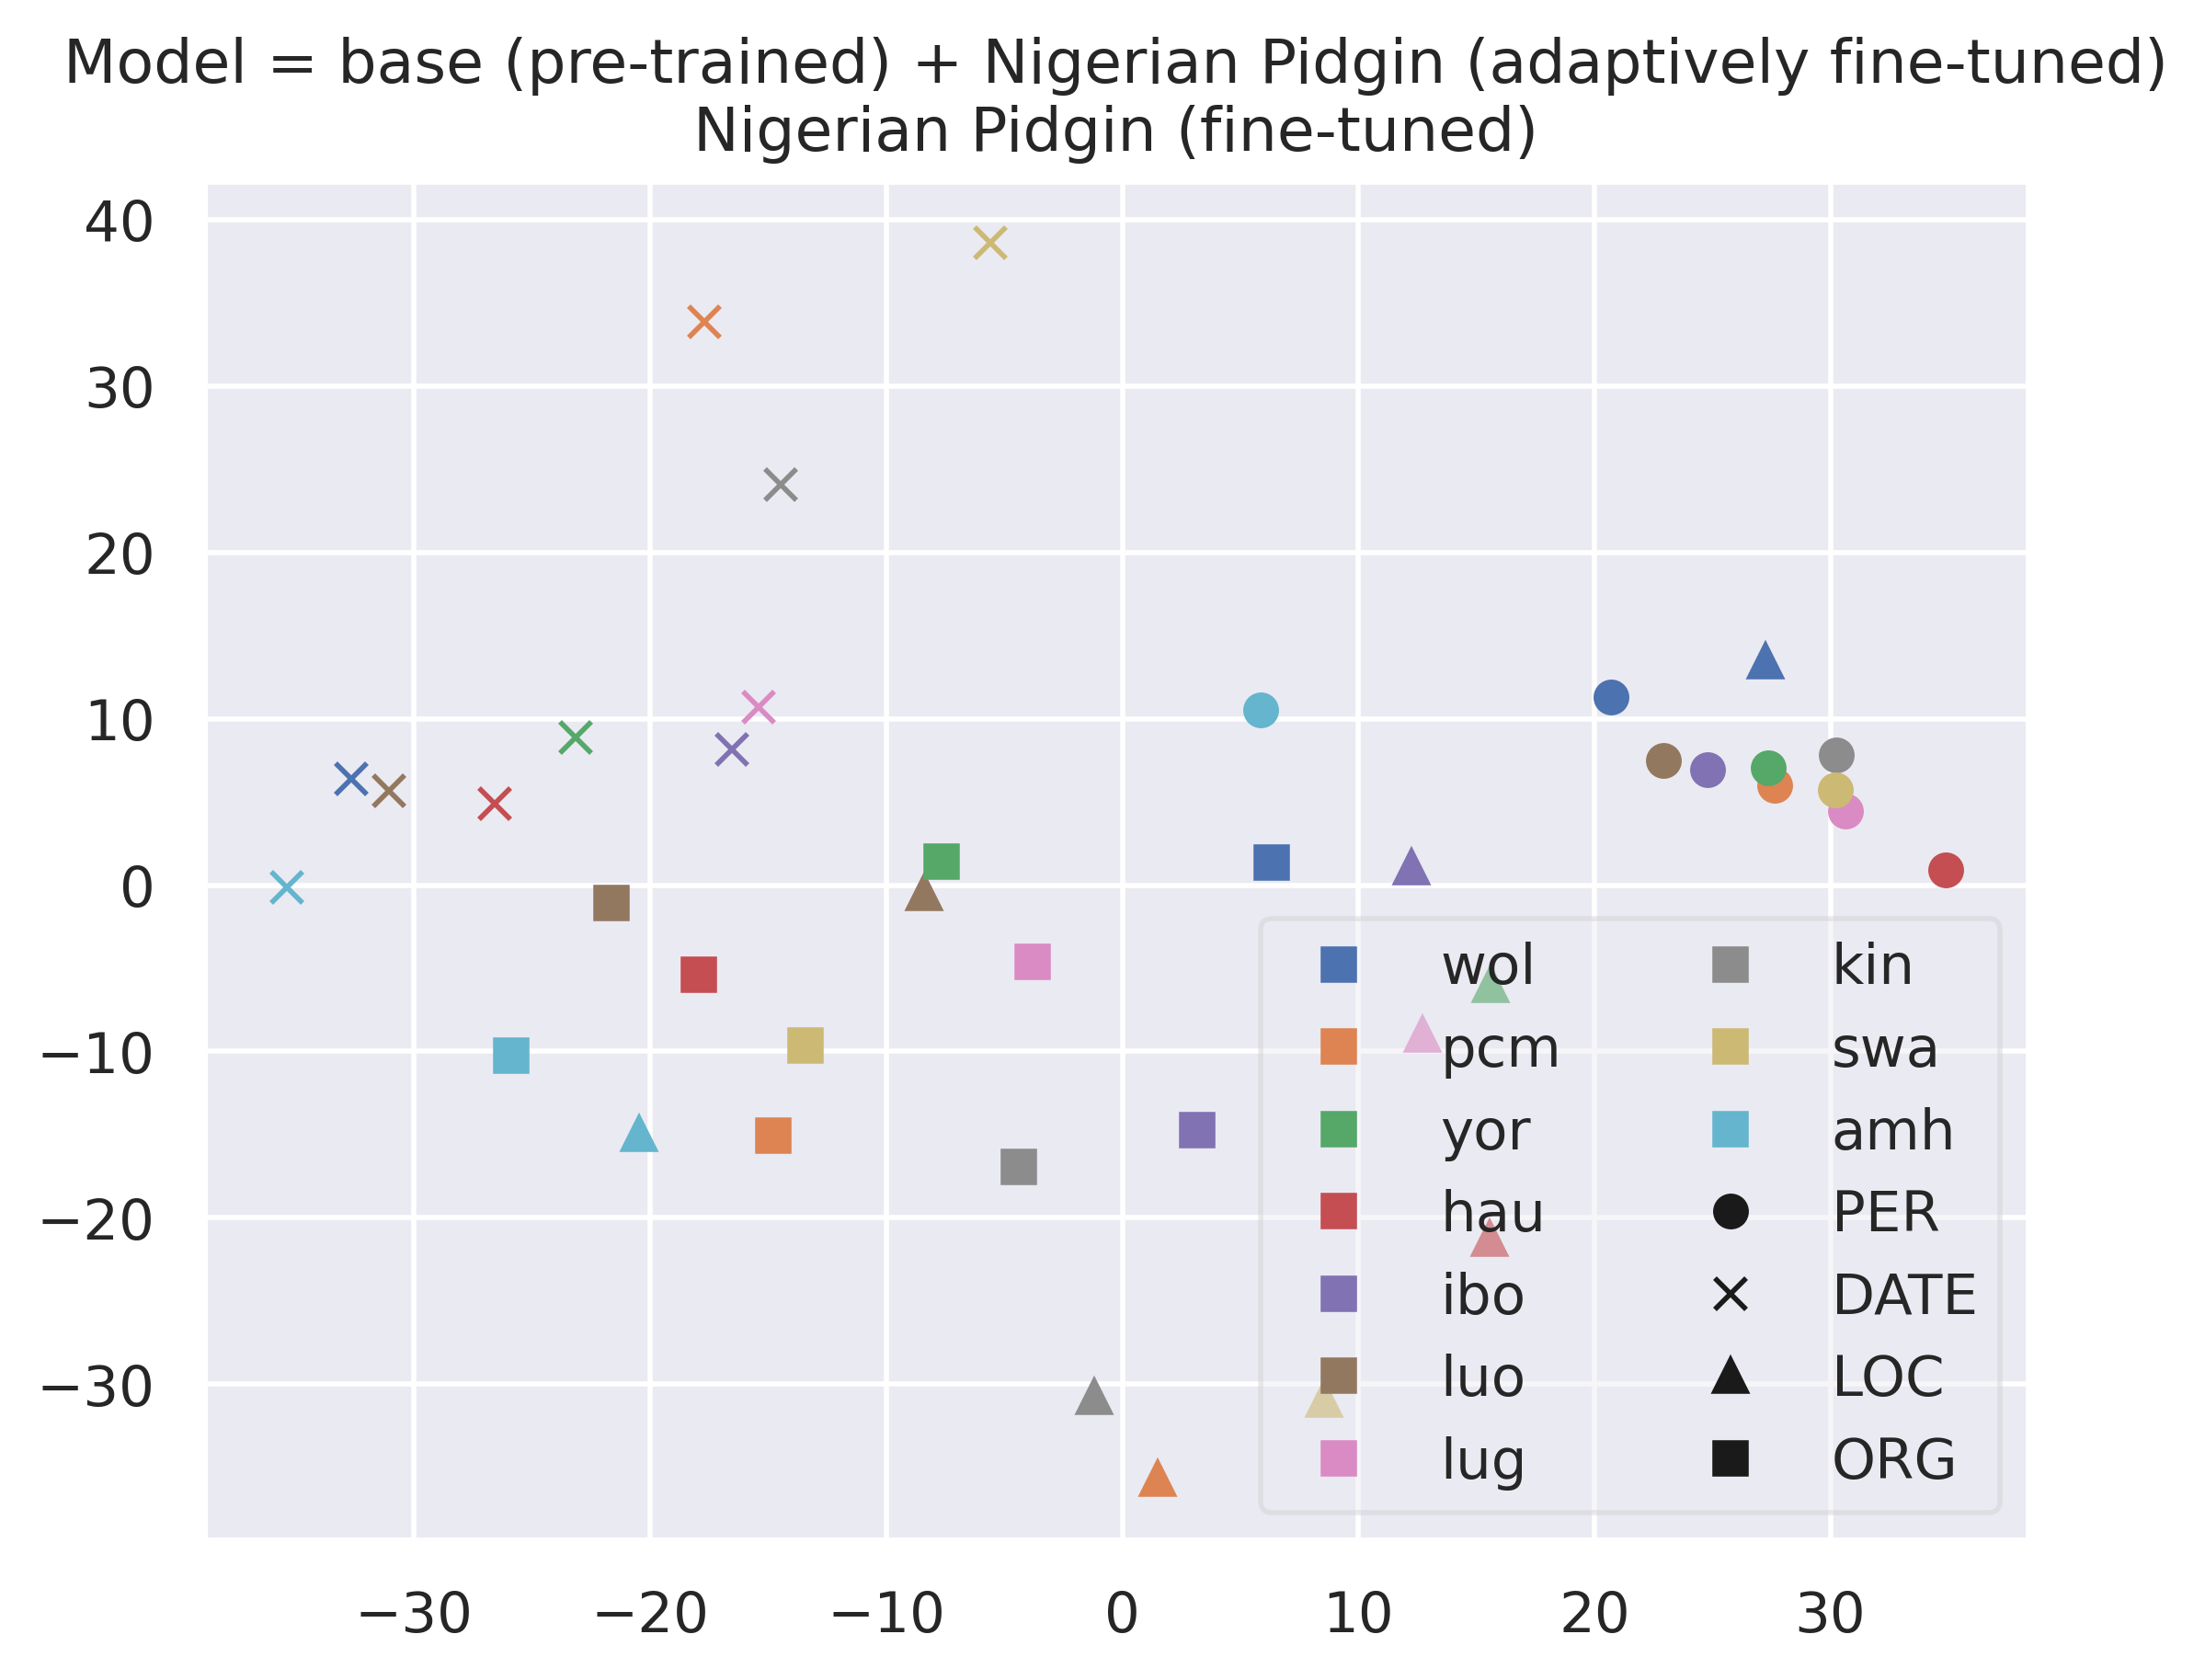 Model = base (pre-trained) + Nigerian Pidgin (adaptively fine-tuned)
Nigerian Pidgin (fine-tuned)
40
30
20
10
0
−10
−20
−30
−30
−20
−10
0
10
20
30
wol
pcm
yor
hau
ibo
luo
lug
kin
swa
amh
PER
DATE
LOC
ORG